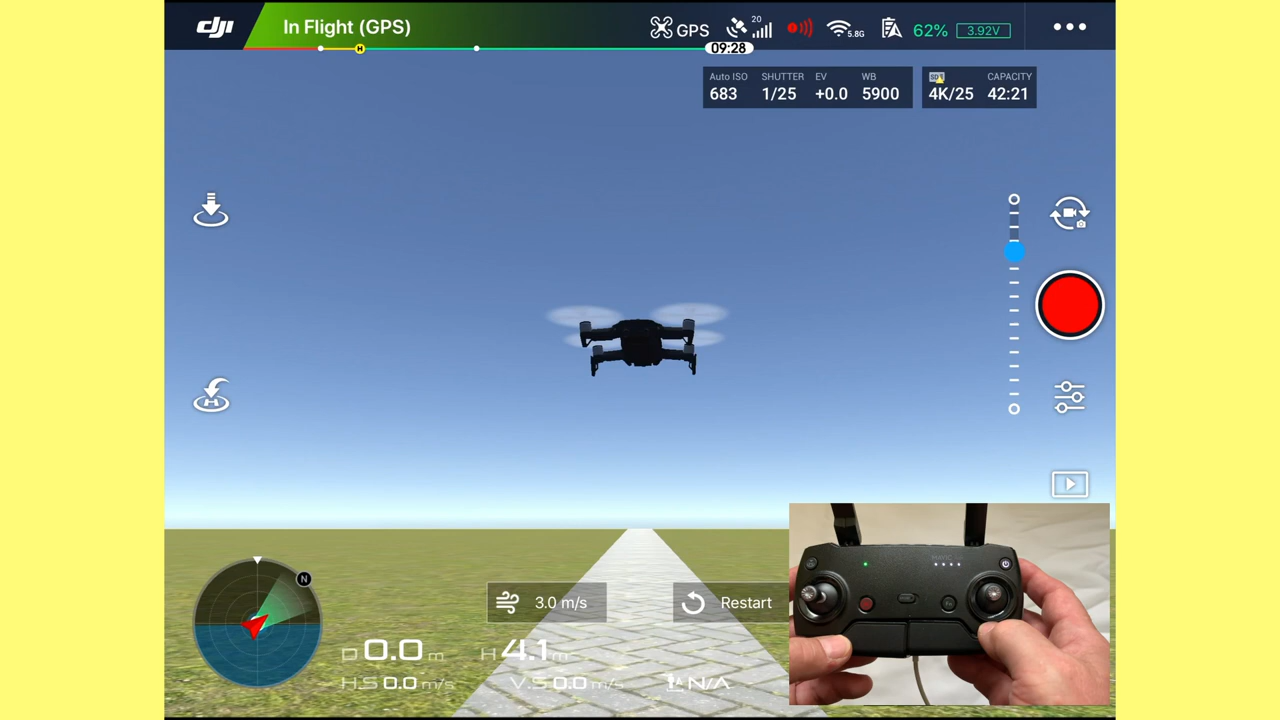 dji In Flight (GPS) GPS 20 5.8G 62% 3.92V
H 09:28
Auto ISO SHUTTER EV WB CAPACITY
683 1/25 +0.0 5900 4K/25 42:21
H
N
3.0 m/s Restart
D 0.0 m H 4.1 m
H.S 0.0 m/s V.S 0.0 m/s N/A
Fn